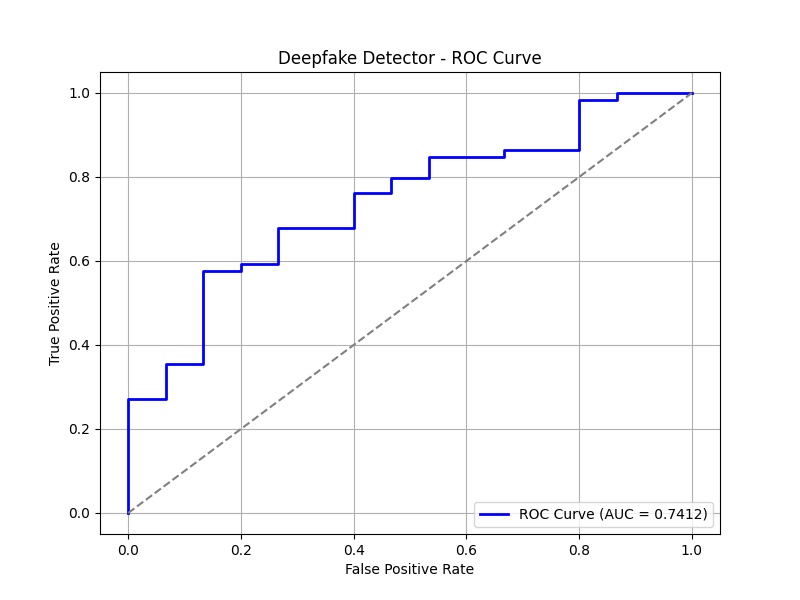 Deepfake Detector - ROC Curve
True Positive Rate
1.0
0.8
0.6
0.4
0.2
0.0
ROC Curve (AUC = 0.7412)
0.0 0.2 0.4 0.6 0.8 1.0
False Positive Rate